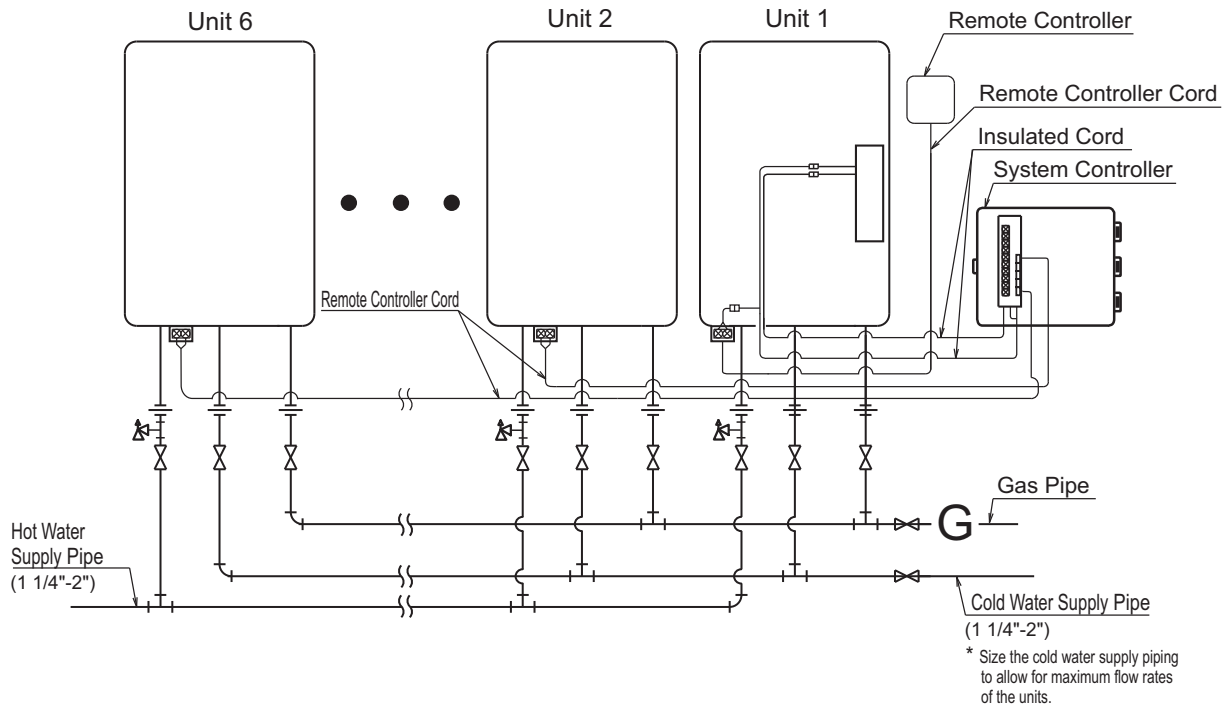 Unit 6
Unit 2
Unit 1
Remote Controller
Remote Controller Cord
Insulated Cord
System Controller
Remote Controller Cord
Gas Pipe
G
Hot Water
Supply Pipe
(1 1/4"-2")
Cold Water Supply Pipe
(1 1/4"-2")
* Size the cold water supply piping
to allow for maximum flow rates
of the units.